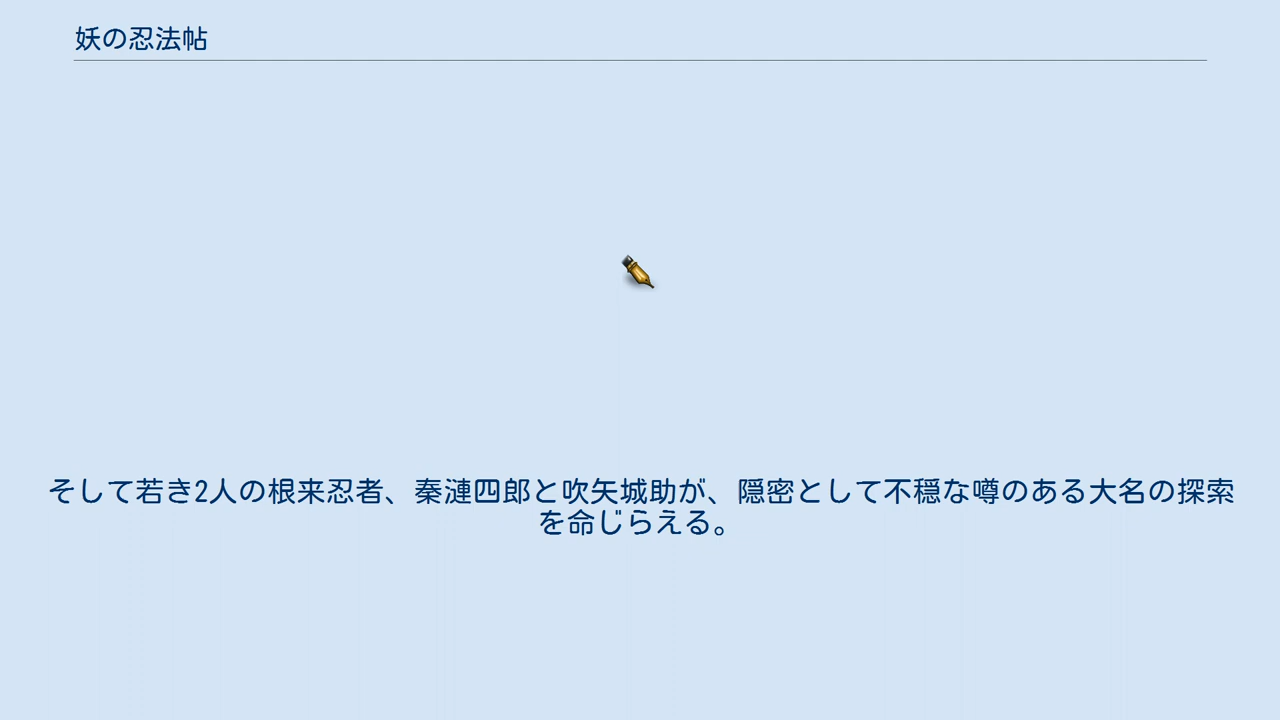 妖の忍法帖
そして若き2人の根来忍者、秦漣四郎と吹矢城助が、隠密として不穏な噂のある大名の探索
を命じらえる。